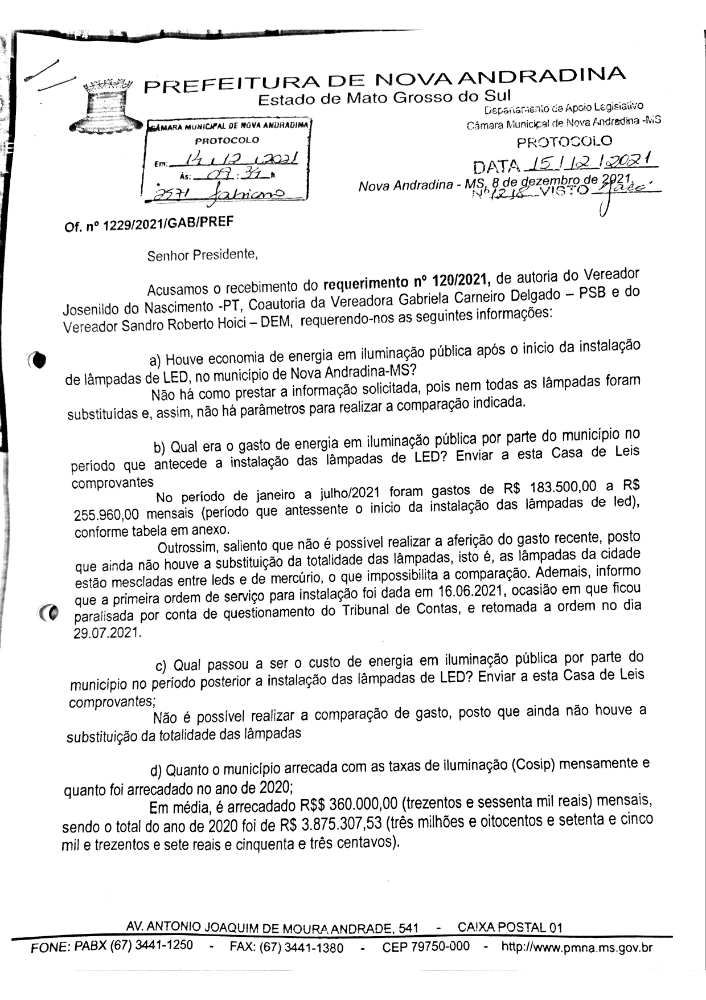 PREFEITURA DE NOVA ANDRADINA
Estado de Mato Grosso do Sul
Departamento de Apoio Legislativo
Câmara Municipal de Nova Andradina -MS
PROTOCOLO
DATA 15/12/2021
Nº 1218 VISTO
CÂMARA MUNICIPAL DE NOVA ANDRADINA
PROTOCOLO
Em: 14/12/2021
Às: 09:34 h
2571 fabiano
Nova Andradina - MS, 8 de dezembro de 2021.
Of. nº 1229/2021/GAB/PREF
Senhor Presidente,
Acusamos o recebimento do requerimento nº 120/2021, de autoria do Vereador
Josenildo do Nascimento -PT, Coautoria da Vereadora Gabriela Carneiro Delgado – PSB e do
Vereador Sandro Roberto Hoici – DEM, requerendo-nos as seguintes informações:
a) Houve economia de energia em iluminação pública após o início da instalação
de lâmpadas de LED, no município de Nova Andradina-MS?
Não há como prestar a informação solicitada, pois nem todas as lâmpadas foram
substituídas e, assim, não há parâmetros para realizar a comparação indicada.
b) Qual era o gasto de energia em iluminação pública por parte do município no
período que antecede a instalação das lâmpadas de LED? Enviar a esta Casa de Leis
comprovantes
No período de janeiro a julho/2021 foram gastos de R$ 183.500,00 a R$
255.960,00 mensais (período que antessente o início da instalação das lâmpadas de led),
conforme tabela em anexo.
Outrossim, saliento que não é possível realizar a aferição do gasto recente, posto
que ainda não houve a substituição da totalidade das lâmpadas, isto é, as lâmpadas da cidade
estão mescladas entre leds e de mercúrio, o que impossibilita a comparação. Ademais, informo
que a primeira ordem de serviço para instalação foi dada em 16.06.2021, ocasião em que ficou
paralisada por conta de questionamento do Tribunal de Contas, e retomada a ordem no dia
29.07.2021.
c) Qual passou a ser o custo de energia em iluminação pública por parte do
município no período posterior a instalação das lâmpadas de LED? Enviar a esta Casa de Leis
comprovantes;
Não é possível realizar a comparação de gasto, posto que ainda não houve a
substituição da totalidade das lâmpadas
d) Quanto o município arrecada com as taxas de iluminação (Cosip) mensamente e
quanto foi arrecadado no ano de 2020;
Em média, é arrecadado R$$ 360.000,00 (trezentos e sessenta mil reais) mensais,
sendo o total do ano de 2020 foi de R$ 3.875.307,53 (três milhões e oitocentos e setenta e cinco
mil e trezentos e sete reais e cinquenta e três centavos).
AV. ANTONIO JOAQUIM DE MOURA ANDRADE, 541 - CAIXA POSTAL 01
FONE: PABX (67) 3441-1250 - FAX: (67) 3441-1380 - CEP 79750-000 - http://www.pmna.ms.gov.br